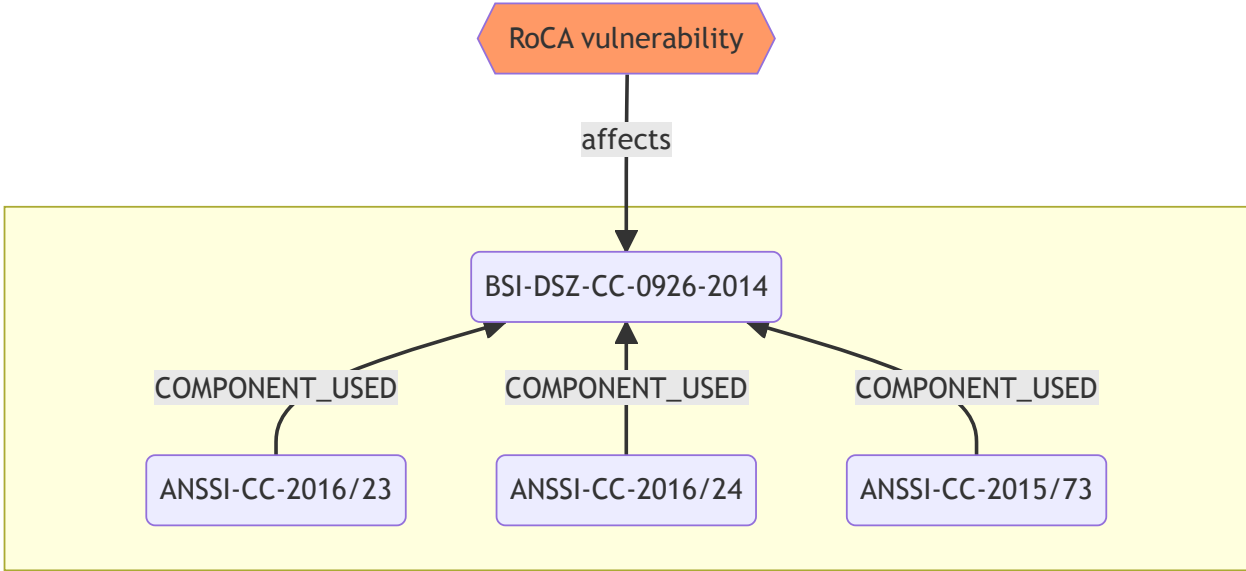 RoCA vulnerability
affects
BSI-DSZ-CC-0926-2014
COMPONENT_USED
COMPONENT_USED
COMPONENT_USED
ANSSI-CC-2016/23
ANSSI-CC-2016/24
ANSSI-CC-2015/73